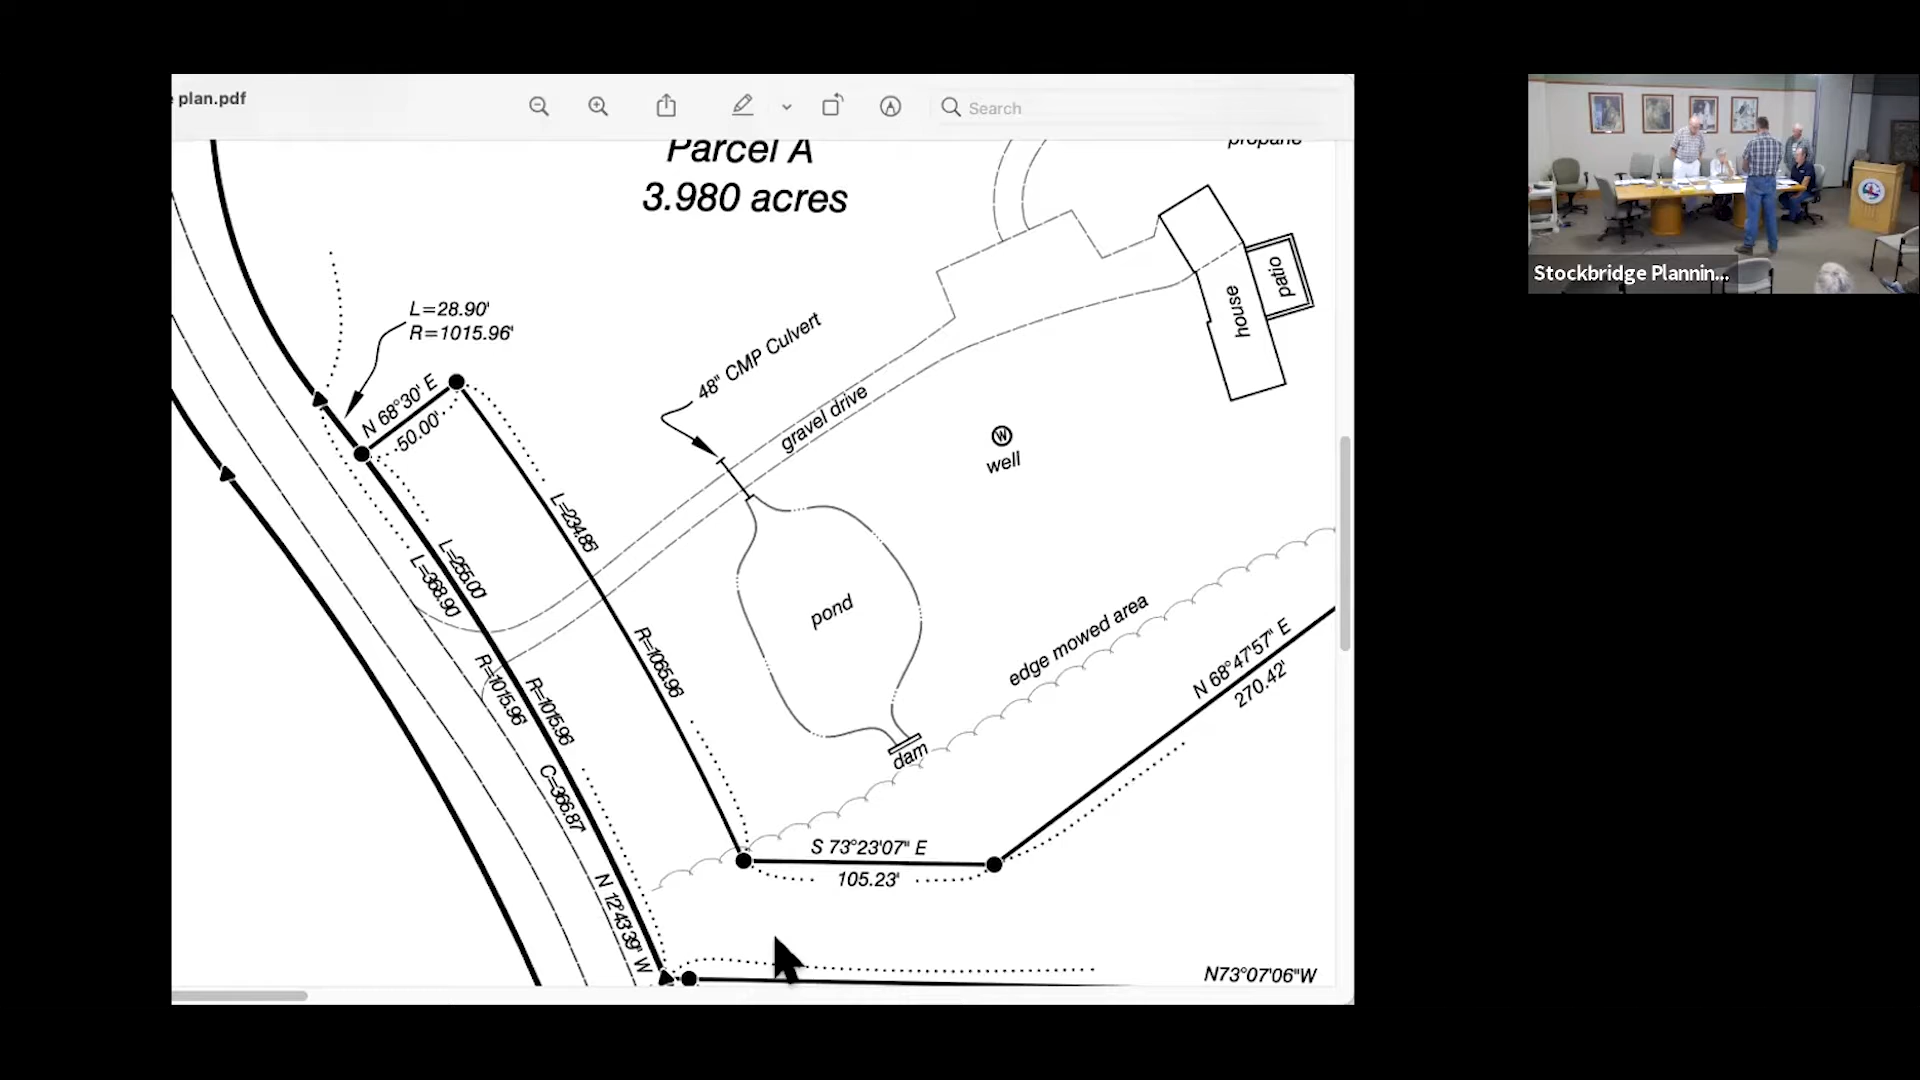 e plan.pdf
Search
Parcel A
3.980 acres
propane
L=28.90'
R=1015.96'
N 68°30' E
50.00'
48" CMP Culvert
gravel drive
house
patio
W
well
L=234.85'
R=1065.96'
L=255.00'
L=368.90'
R=1015.96'
R=1015.96'
C=366.87'
N 12°43'39" W
pond
dam
edge mowed area
N 68°47'57" E
270.42'
S 73°23'07" E
105.23'
N73°07'06"W
Stockbridge Plannin...